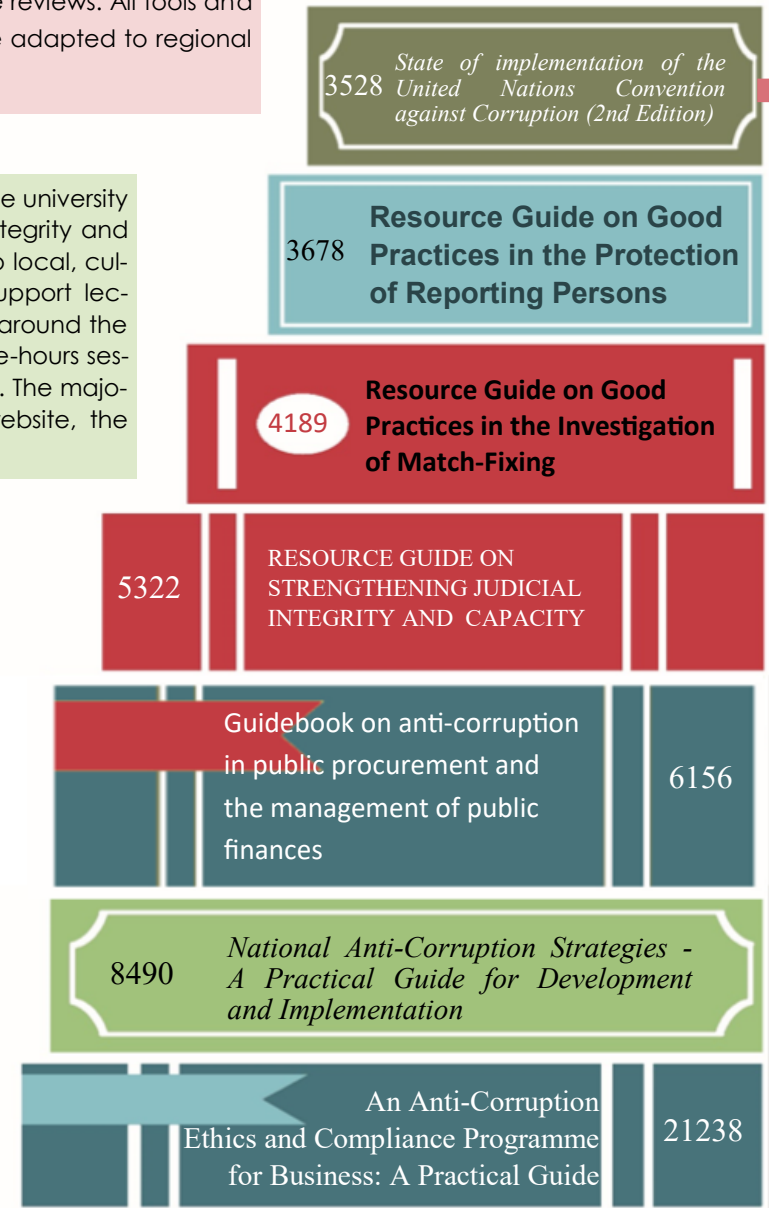 e reviews. All tools and
e adapted to regional
e university
tegrity and
o local, cul-
upport lec-
around the
e-hours ses-
. The majo-
ebsite, the
3528
State of implementation of the
United Nations Convention
against Corruption (2nd Edition)
3678
Resource Guide on Good
Practices in the Protection
of Reporting Persons
4189
Resource Guide on Good
Practices in the Investigation
of Match-Fixing
5322
RESOURCE GUIDE ON
STRENGTHENING JUDICIAL
INTEGRITY AND CAPACITY
Guidebook on anti-corruption
in public procurement and
the management of public
finances
6156
8490
National Anti-Corruption Strategies -
A Practical Guide for Development
and Implementation
An Anti-Corruption
Ethics and Compliance Programme
for Business: A Practical Guide
21238